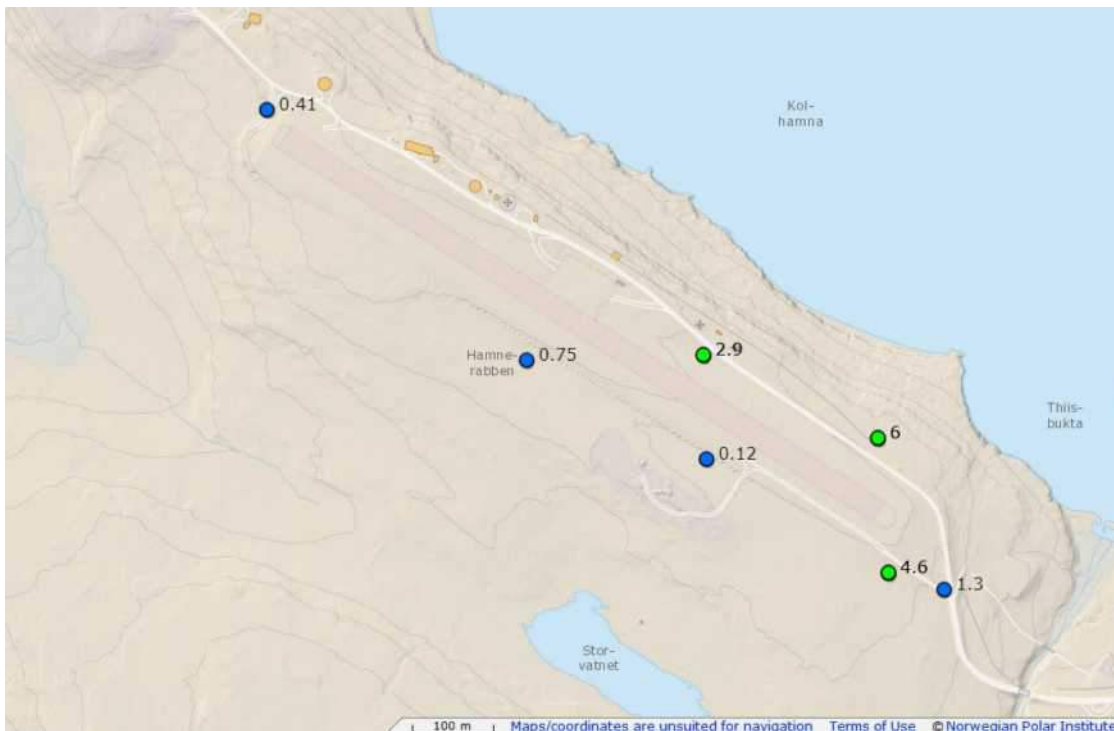 0.41
Kol-
hamna
Hamne-
rabben
0.75
2.9
Thiis-
bukta
6
0.12
4.6
1.3
Stor-
vatnet
100 m Maps/coordinates are unsuited for navigation Terms of Use © Norwegian Polar Institute